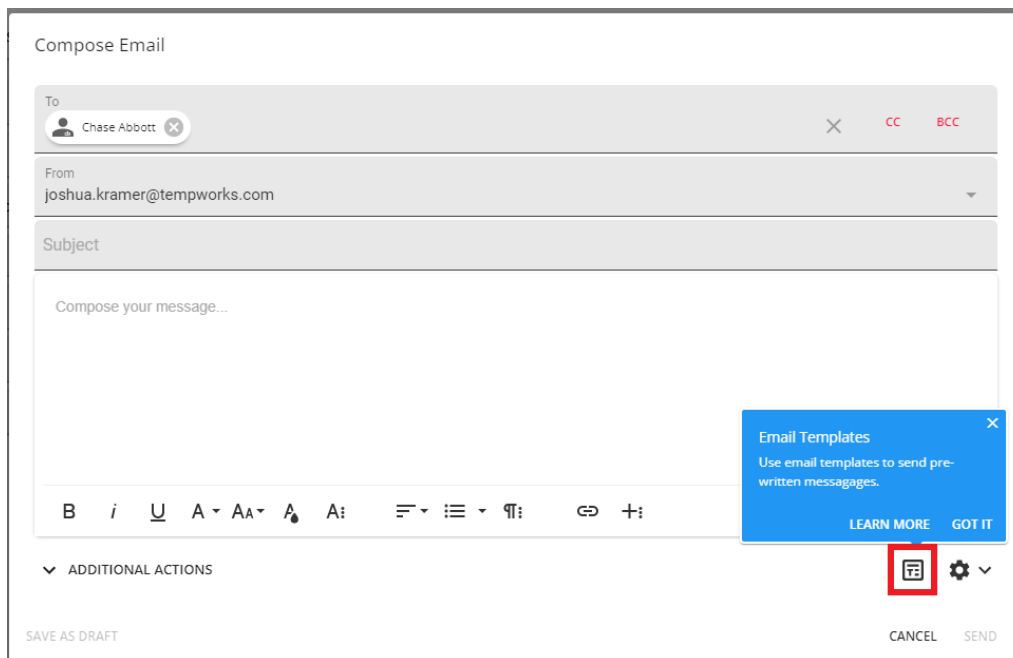 Compose Email
To
Chase Abbott
CC BCC
From
joshua.kramer@tempworks.com
Subject
Compose your message...
Email Templates
Use email templates to send pre-
written messagages.
LEARN MORE GOT IT
B i U A AA A A
ADDITIONAL ACTIONS
SAVE AS DRAFT CANCEL SEND